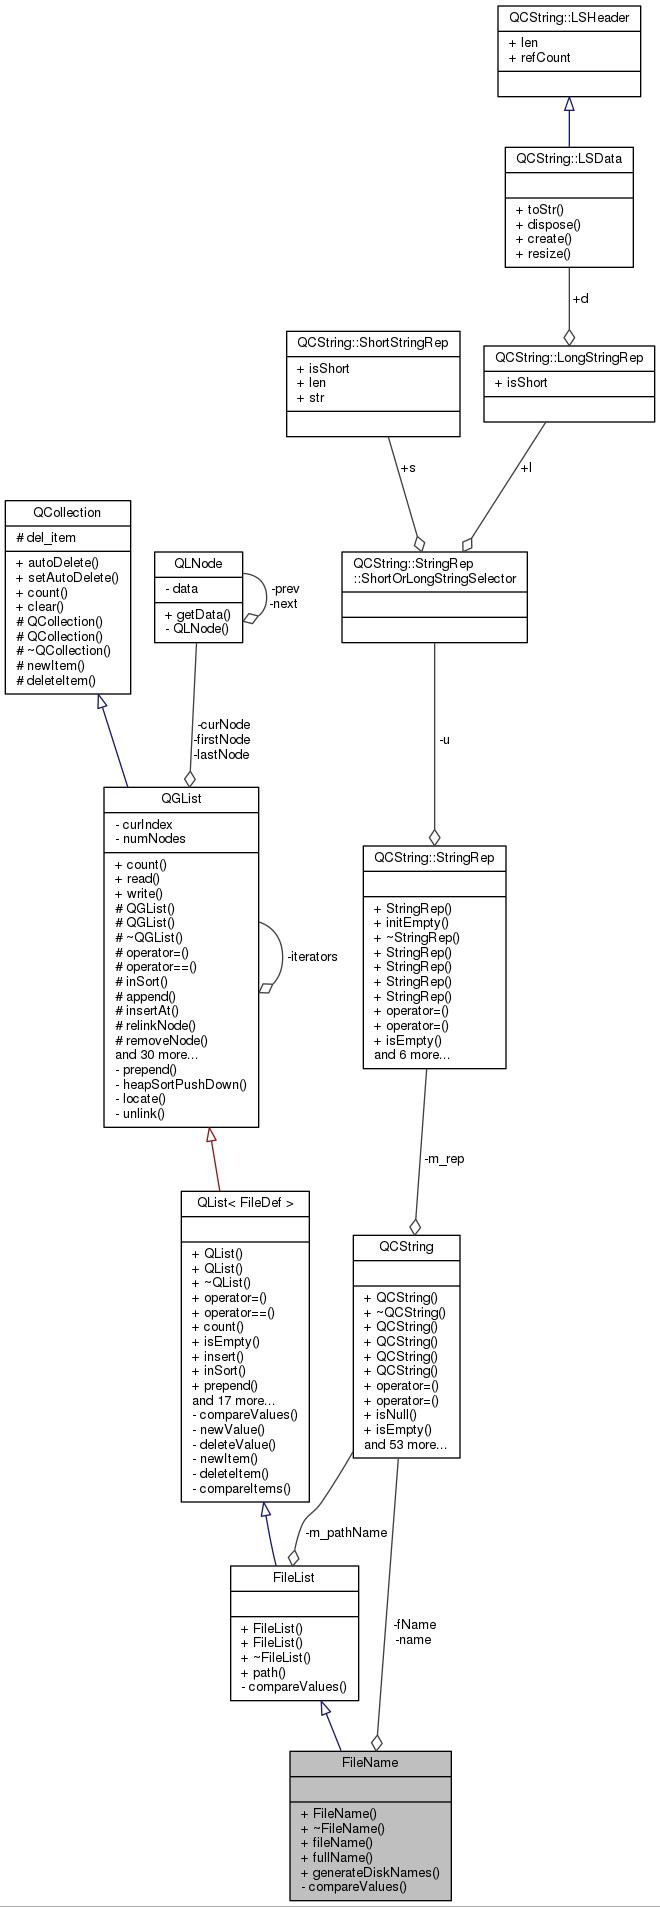 QCString::LSHeader
+ len
+ refCount
QCString::LSData
+ toStr()
+ dispose()
+ create()
+ resize()
+d
QCString::ShortStringRep
+ isShort
+ len
+ str
QCString::LongStringRep
+ isShort
+s
+l
QCollection
# del_item
+ autoDelete()
+ setAutoDelete()
+ count()
+ clear()
# QCollection()
# QCollection()
# ~QCollection()
# newItem()
# deleteItem()
QLNode
- data
+ getData()
- QLNode()
-prev
-next
QCString::StringRep
::ShortOrLongStringSelector
-curNode
-firstNode
-lastNode
-u
QGList
- curIndex
- numNodes
+ count()
+ read()
+ write()
# QGList()
# QGList()
# ~QGList()
# operator=()
# operator==()
# inSort()
# append()
# insertAt()
# relinkNode()
# removeNode()
and 30 more...
- prepend()
- heapSortPushDown()
- locate()
- unlink()
-iterators
QCString::StringRep
+ StringRep()
+ initEmpty()
+ ~StringRep()
+ StringRep()
+ StringRep()
+ StringRep()
+ StringRep()
+ operator=()
+ operator=()
+ isEmpty()
and 6 more...
-m_rep
QList< FileDef >
+ QList()
+ QList()
+ ~QList()
+ operator=()
+ operator==()
+ count()
+ isEmpty()
+ insert()
+ inSort()
+ prepend()
and 17 more...
- compareValues()
- newValue()
- deleteValue()
- newItem()
- deleteItem()
- compareItems()
QCString
+ QCString()
+ ~QCString()
+ QCString()
+ QCString()
+ QCString()
+ QCString()
+ operator=()
+ operator=()
+ isNull()
+ isEmpty()
and 53 more...
-m_pathName
FileList
+ FileList()
+ FileList()
+ ~FileList()
+ path()
- compareValues()
-fName
-name
FileName
+ FileName()
+ ~FileName()
+ fileName()
+ fullName()
+ generateDiskNames()
- compareValues()